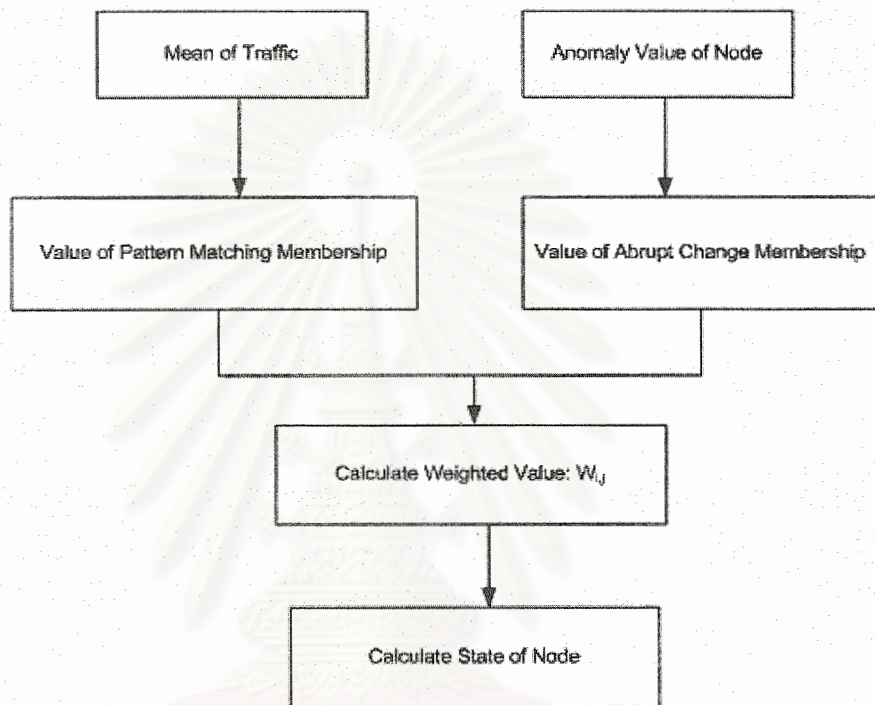 Mean of Traffic
Anomaly Value of Node
Value of Pattern Matching Membership
Value of Abrupt Change Membership
Calculate Weighted Value: Wi,j
Calculate State of Node